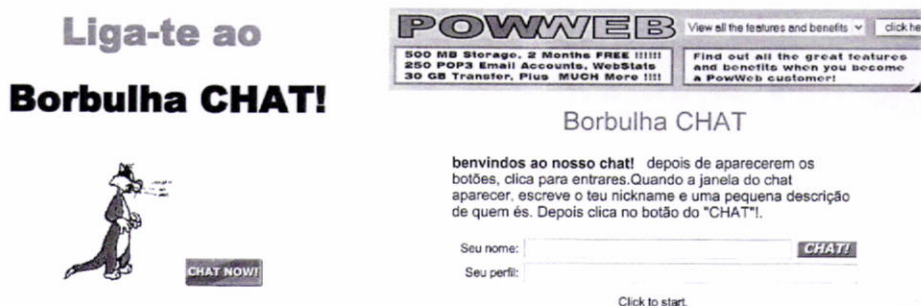 Liga-te ao
Borbulha CHAT!
CHAT NOW!
POWWEB
View all the features and benefits
click he
500 MB Storage, 2 Months FREE !!!!!!
250 POP3 Email Accounts, WebStats
30 GB Transfer, Plus MUCH More !!!!
Find out all the great features
and benefits when you become
a PowWeb customer!
Borbulha CHAT
benvindos ao nosso chat! depois de aparecerem os
botões, clica para entrares.Quando a janela do chat
aparecer, escreve o teu nickname e uma pequena descrição
de quem és. Depois clica no botão do "CHAT"!.
Seu nome:
CHAT!
Seu perfil:
Click to start.